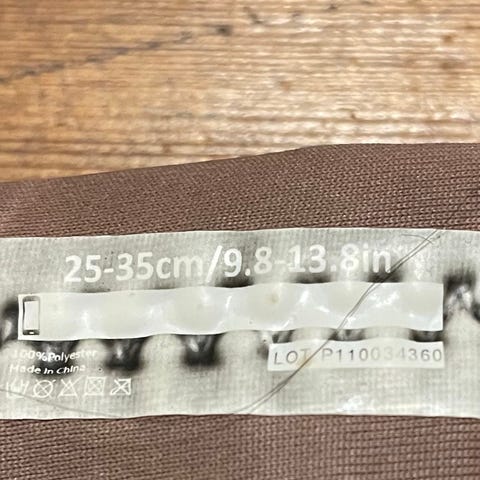 25-35cm/9.8-13.8in
LOT P110034360
100%Polyester
Made in China